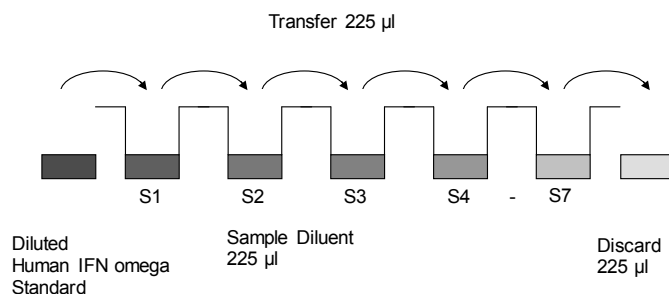 Transfer 225 µl
S1 S2 S3 S4 - S7
Diluted
Human IFN omega
Standard
Sample Diluent
225 µl
Discard
225 µl